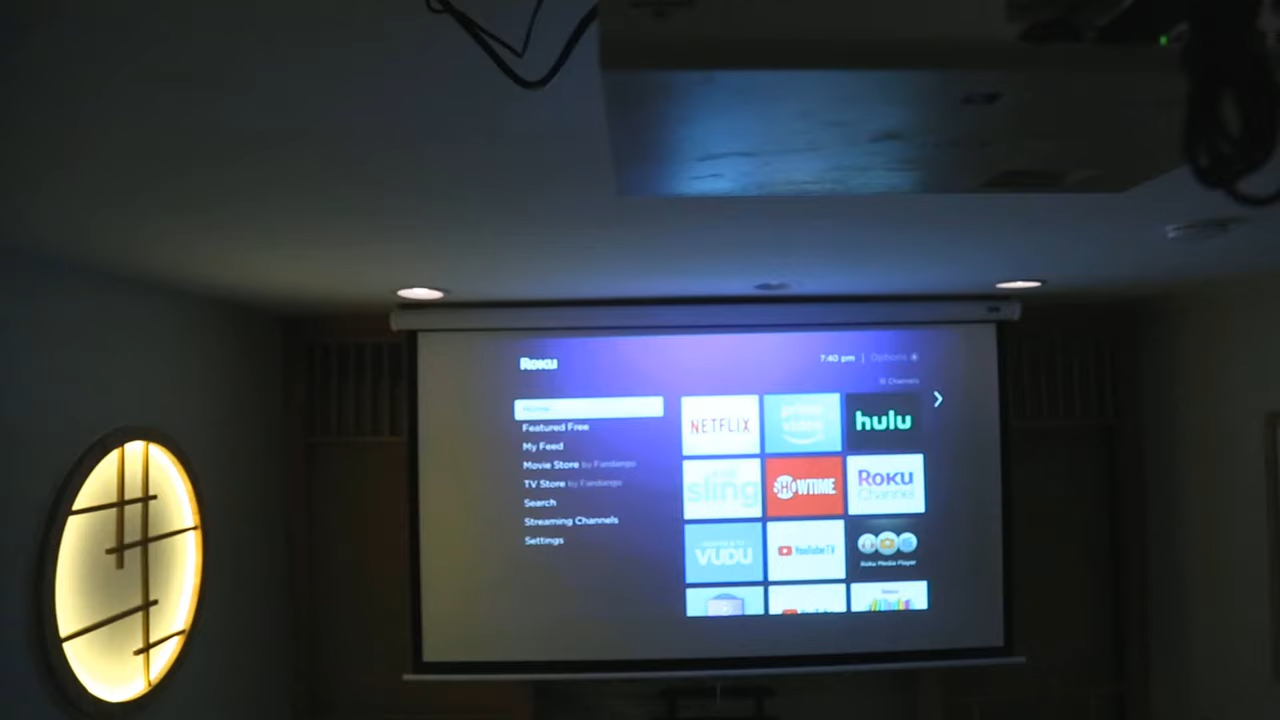 Roku
7:40 pm | Options
Home
Featured Free
My Feed
Movie Store by Fandango
TV Store by Fandango
Search
Streaming Channels
Settings
NETFLIX
prime video
hulu
sling
SHOWTIME
Roku Channel
VUDU
YouTubeTV
Roku Media Player
YouTube